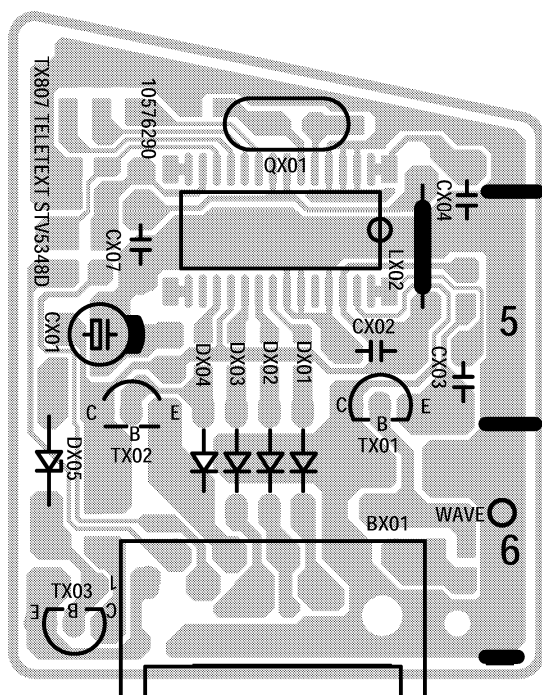 TX807 TELETEXT STV5348D
10576290
QX01
CX04
CX07
LX02
CX01
CX02
5
DX04
DX03
DX02
DX01
CX03
C
E
B
TX02
C
E
B
TX01
DX05
WAVE
BX01
6
1
TX03
E
B
C